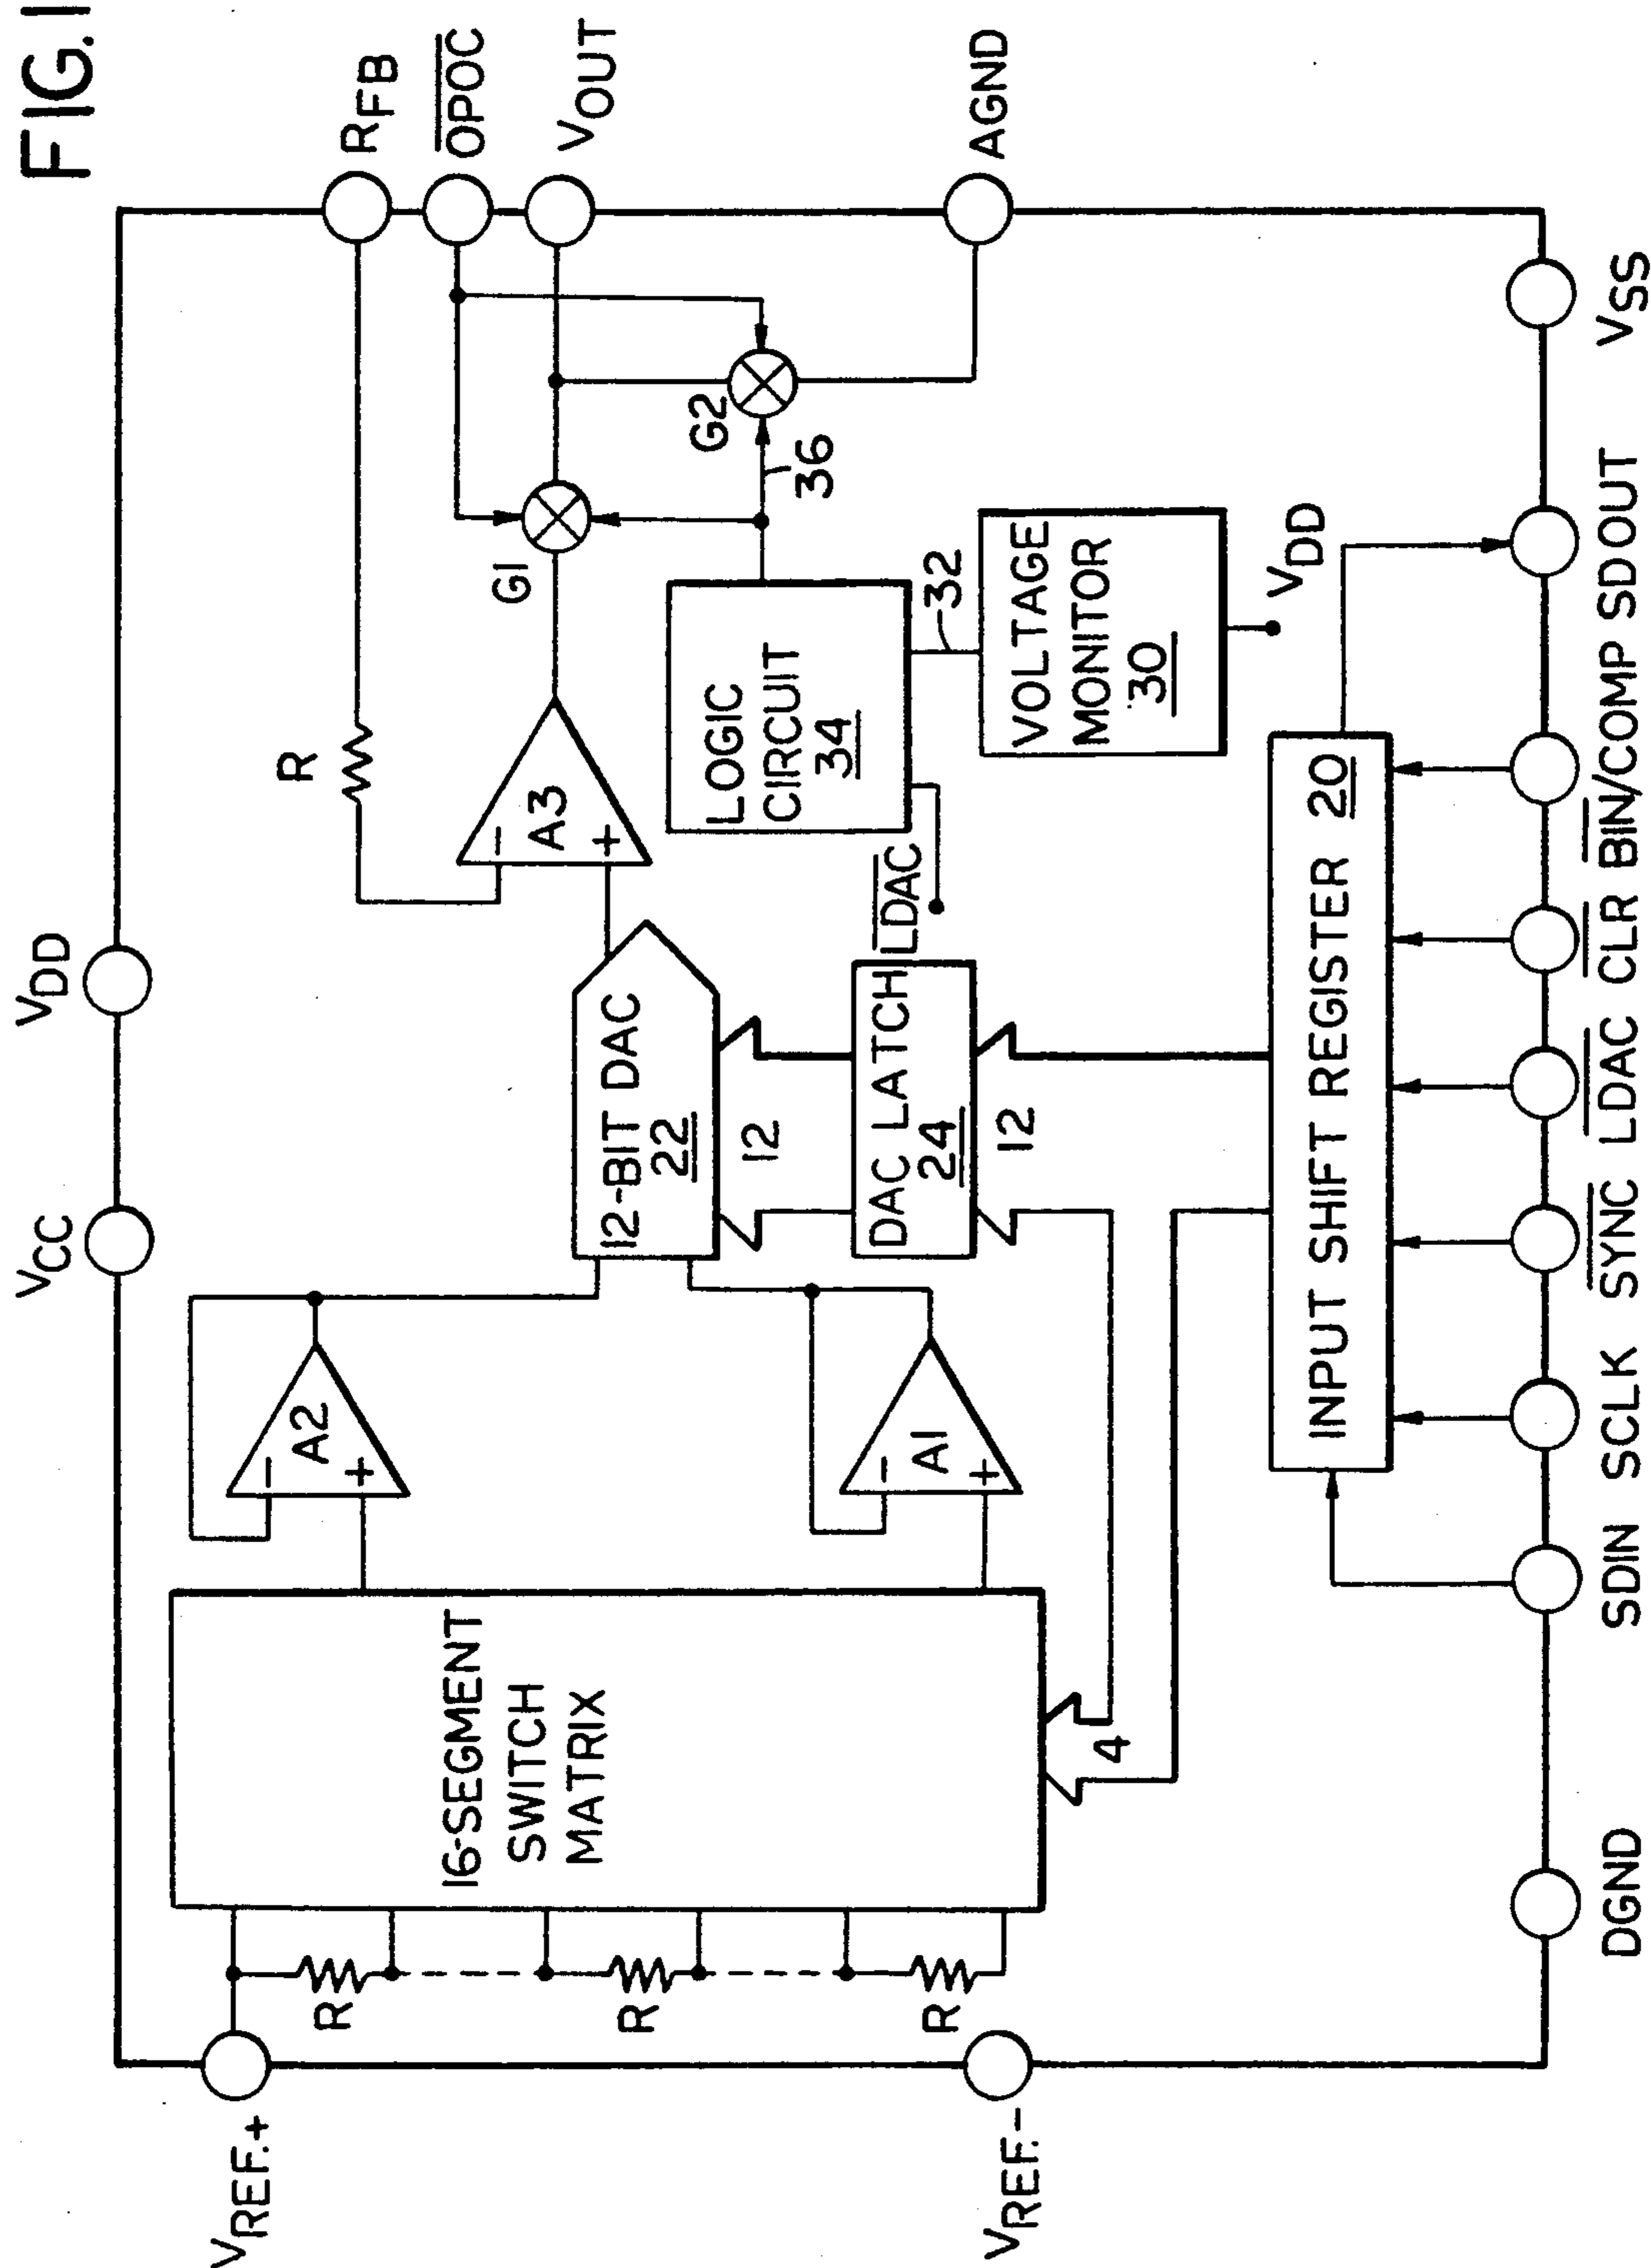 FIG. 1
VCC
VDD
VREF.+
VREF.-
R
R
R
16-SEGMENT
SWITCH
MATRIX
A2
-
+
A1
-
+
12-BIT DAC
22
12
DAC LATCH
24
12
4
R
A3
-
+
G1
G2
36
LOGIC
CIRCUIT
34
LDAC
32
VOLTAGE
MONITOR
30
VDD
RFB
OPOC
VOUT
AGND
INPUT SHIFT REGISTER 20
DGND
SDIN SCLK SYNC LDAC CLR BIN/COMP SDOUT
VSS